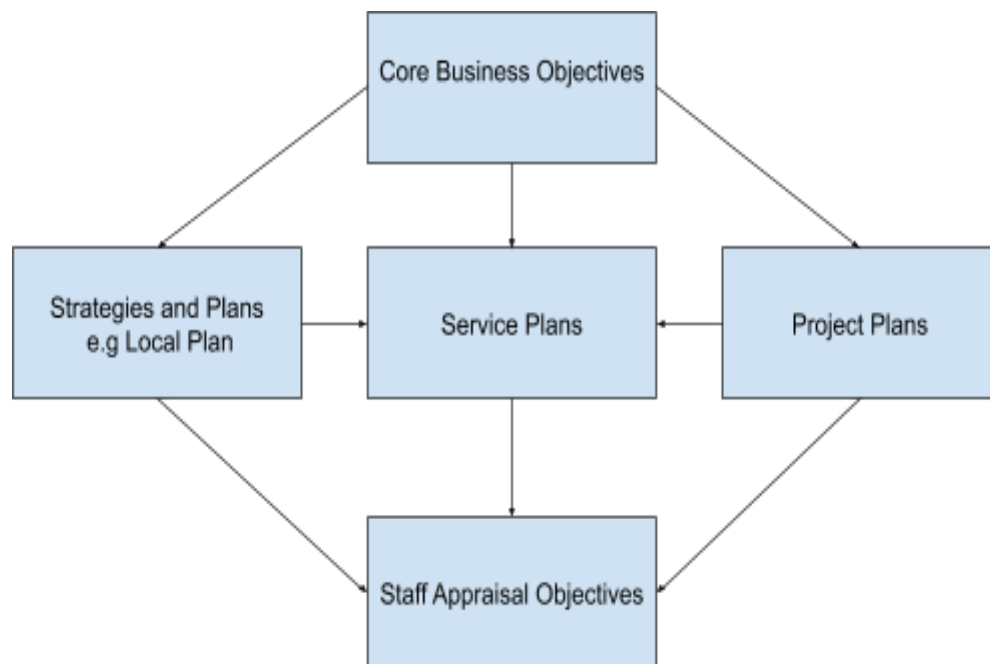 Core Business Objectives
Strategies and Plans
e.g Local Plan
Service Plans
Project Plans
Staff Appraisal Objectives